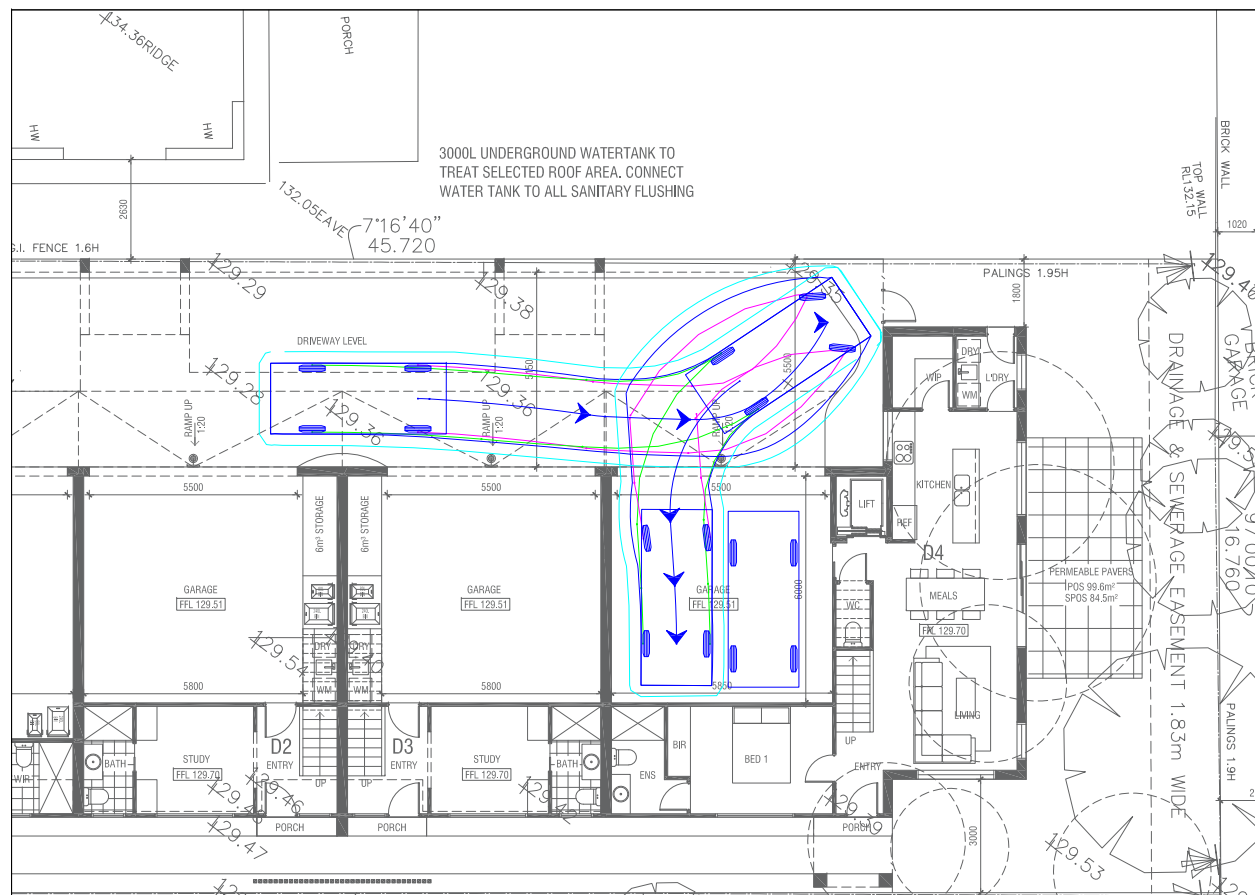 134.36RIDGE
PORCH
HW
HW
3000L UNDERGROUND WATERTANK TO
TREAT SELECTED ROOF AREA. CONNECT
WATER TANK TO ALL SANITARY FLUSHING
BRICK WALL
TOP WALL
RL132.15
2630
132.05EAVE
7°16'40"
45.720
1020
G.I. FENCE 1.6H
129.29
129.38
129.35
PALINGS 1.95H
1800
129.40
DRIVEWAY LEVEL
129.28
129.36
129.36
5500
RAMP UP
1:20
RAMP UP
1:20
RAMP UP
1:20
WIP
DRY
WM
L'DRY
GARAGE
DRAINAGE & SEWERAGE EASEMENT 1.83m WIDE
5500
5500
5500
6m³ STORAGE
6m³ STORAGE
LIFT
KITCHEN
REF
D4
16.760
GARAGE
FFL 129.51
GARAGE
FFL 129.51
GARAGE
FFL 129.51
6000
WC
MEALS
FFL 129.70
PERMEABLE PAVERS
IPOS 99.6m²
SPOS 84.5m²
129.54
DRY
WM
DRY
WM
5800
5800
5850
LIVING
PALINGS 1.9H
WIR
BATH
STUDY
FFL 129.70
D2
ENTRY
UP
D3
ENTRY
UP
STUDY
FFL 129.70
BATH
ENS
BIR
BED 1
UP
ENTRY
129.46
129.42
129.47
PORCH
PORCH
PORCH
3000
129.53